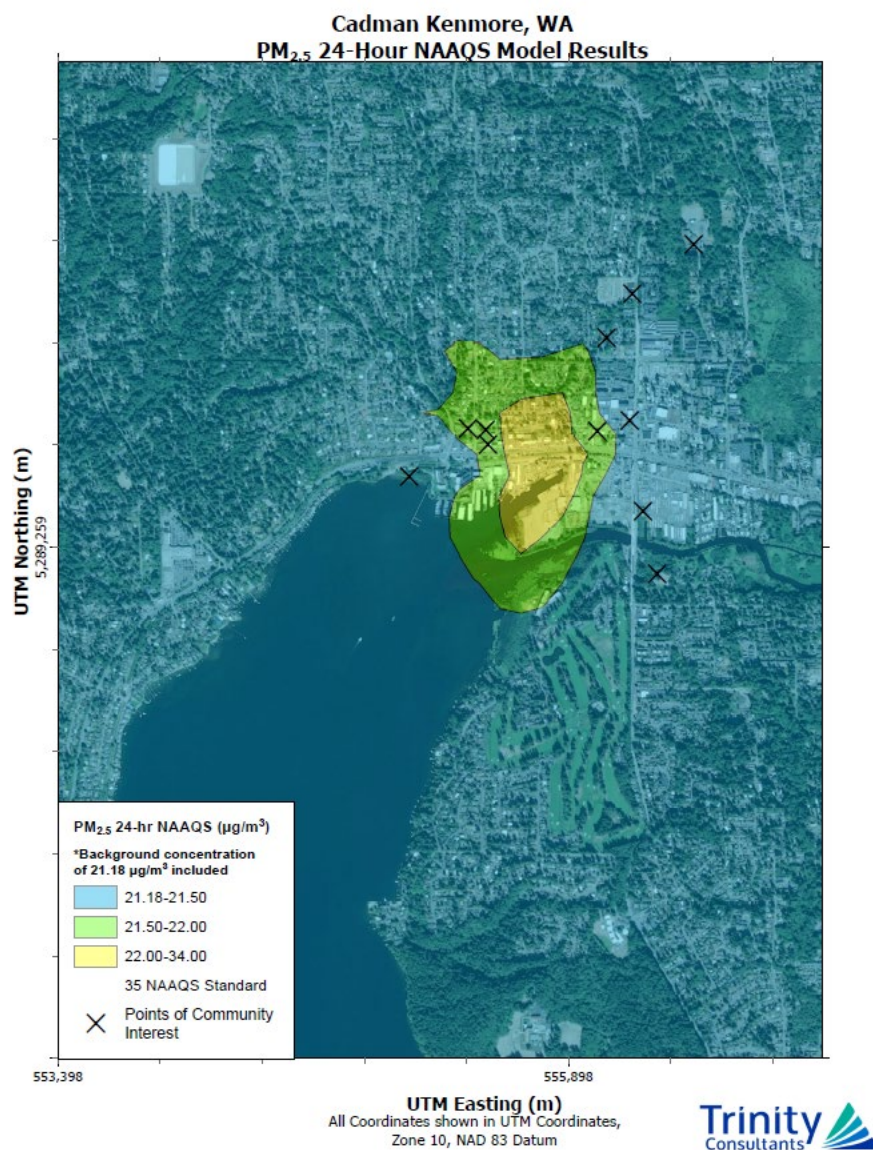 Cadman Kenmore, WA
PM2.5 24-Hour NAAQS Model Results
UTM Northing (m)
5,289,259
PM2.5 24-hr NAAQS (µg/m³)
*Background concentration
of 21.18 µg/m³ included
21.18-21.50
21.50-22.00
22.00-34.00
35 NAAQS Standard
Points of Community
Interest
553,398
555,898
UTM Easting (m)
All Coordinates shown in UTM Coordinates,
Zone 10, NAD 83 Datum
Trinity
Consultants